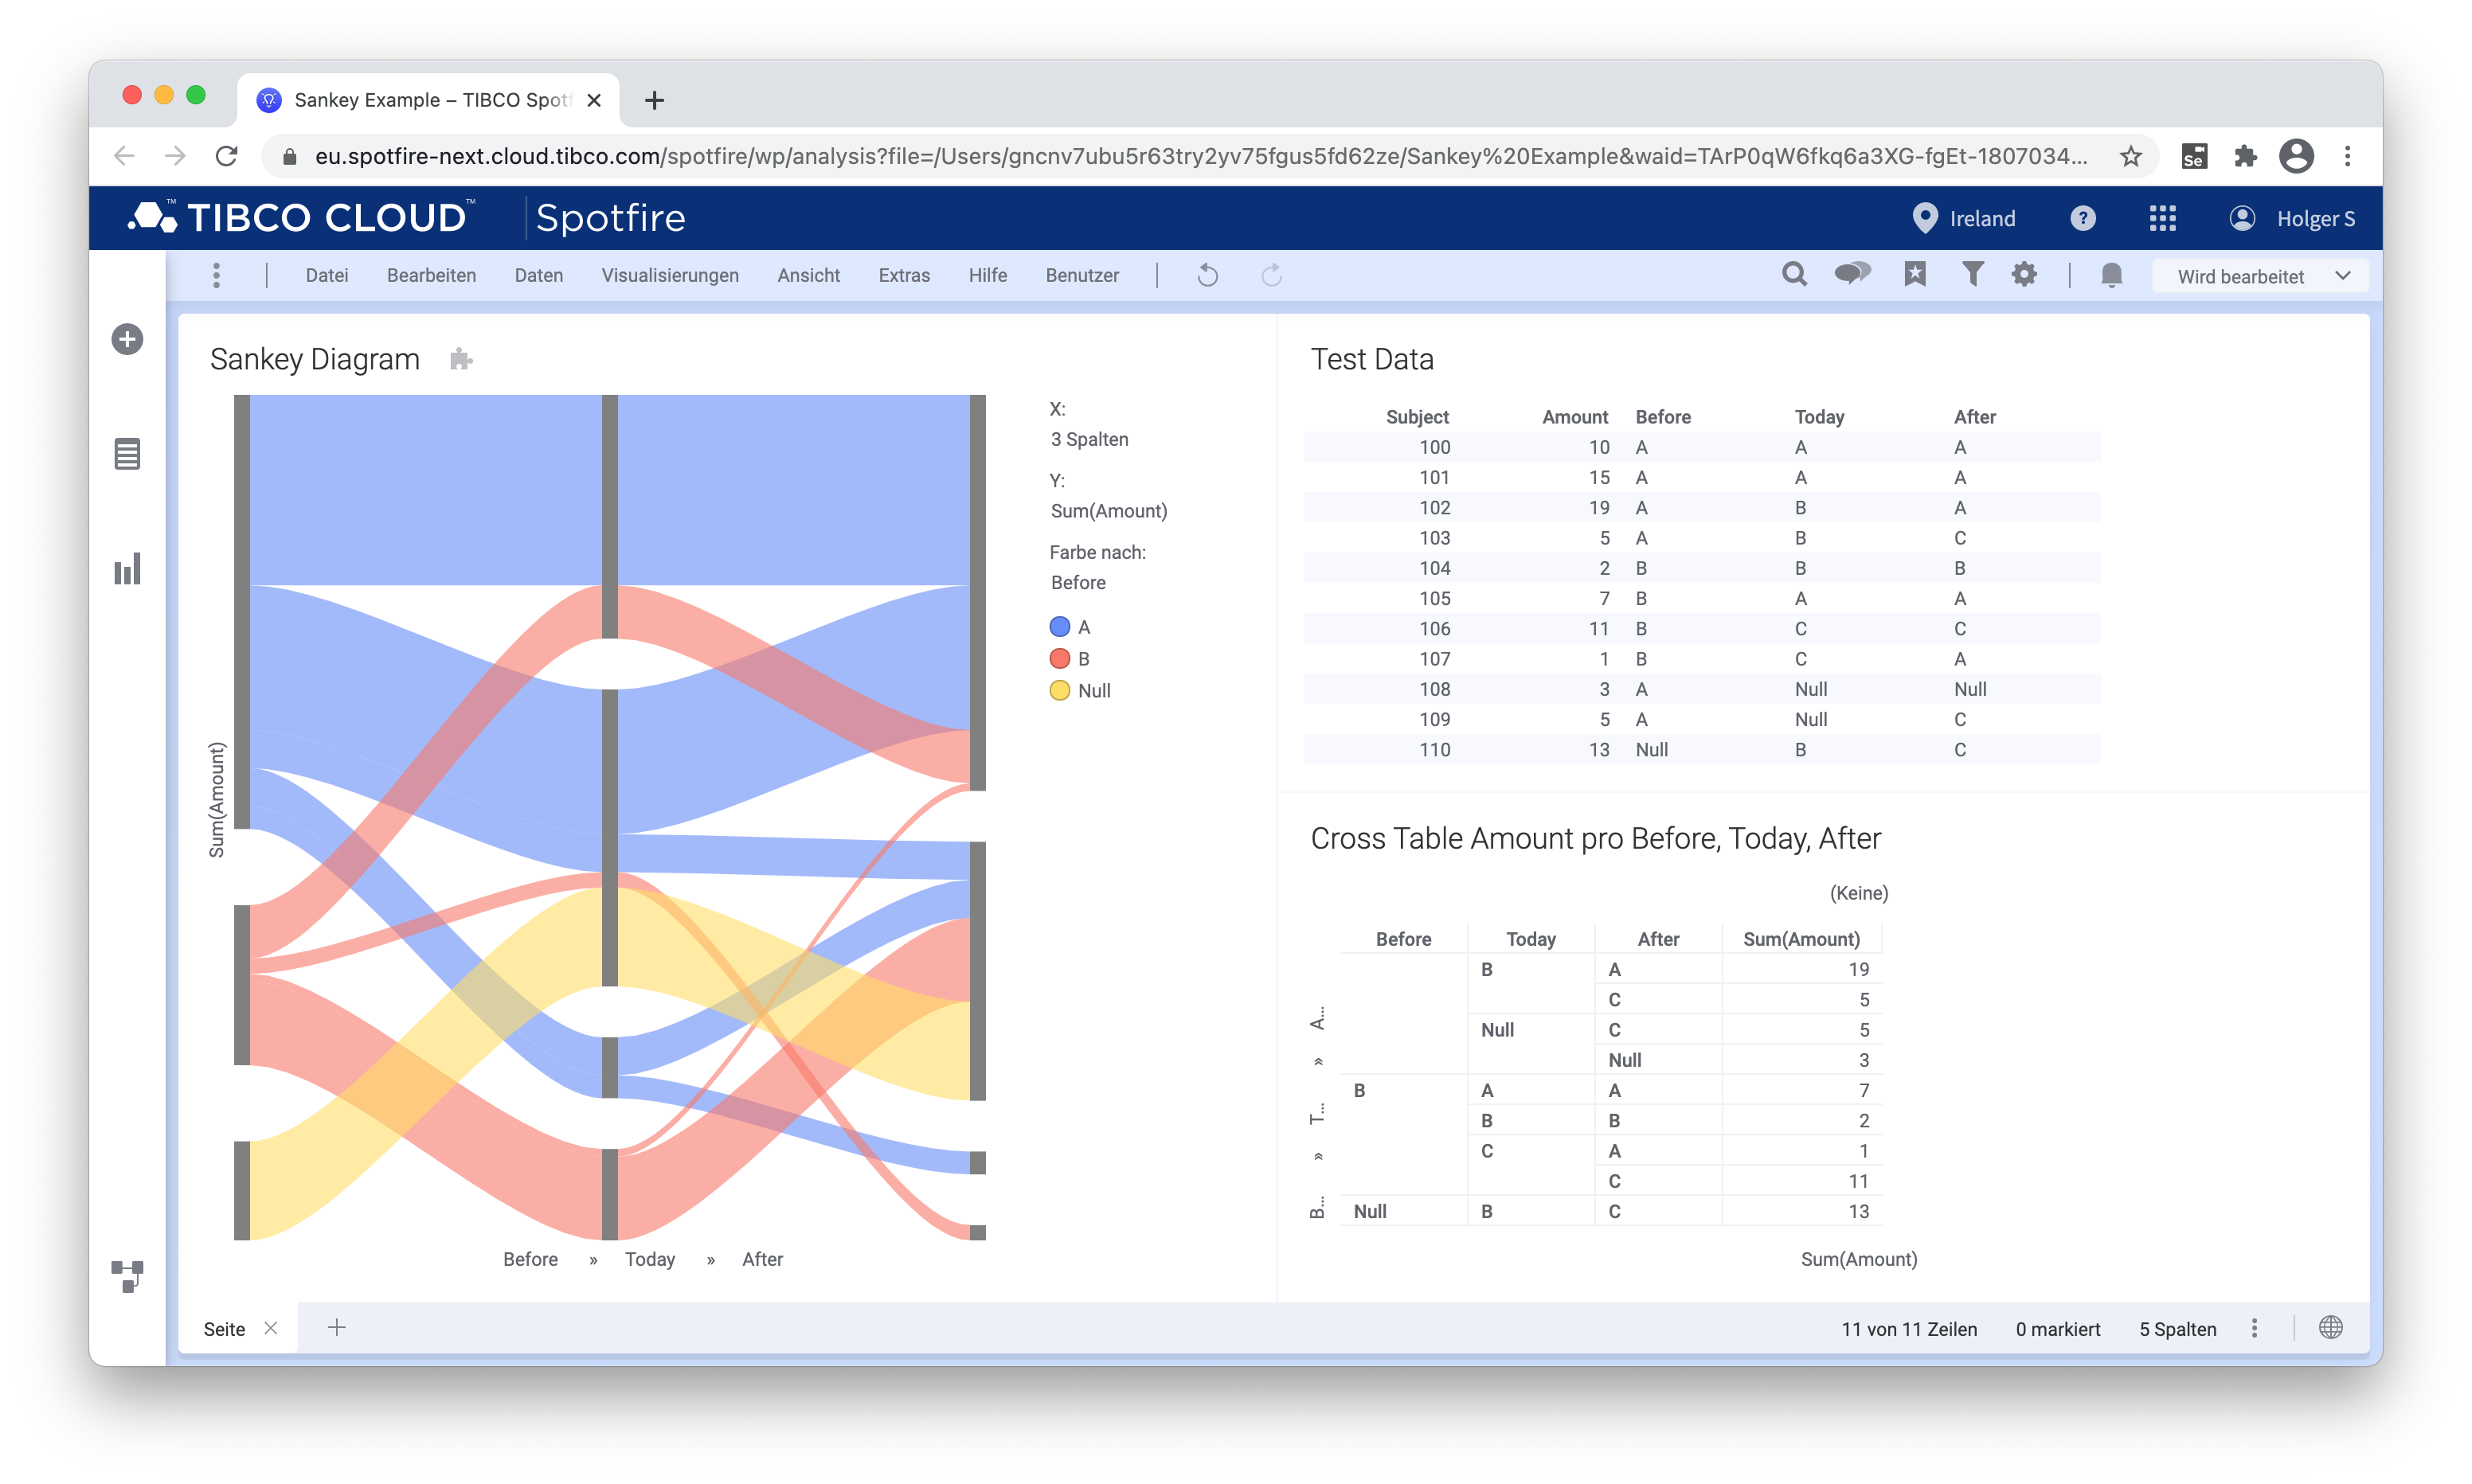 Sankey Example – TIBCO Spotf
eu.spotfire-next.cloud.tibco.com/spotfire/wp/analysis?file=/Users/gncnv7ubu5r63try2yv75fgus5fd62ze/Sankey%20Example&waid=TArP0qW6fkq6a3XG-fgEt-1807034...
Se
TIBCO CLOUD™ Spotfire
Ireland
?
Holger S
Datei Bearbeiten Daten Visualisierungen Ansicht Extras Hilfe Benutzer
Wird bearbeitet
Sankey Diagram
Sum(Amount)
Before » Today » After
X:
3 Spalten
Y:
Sum(Amount)
Farbe nach:
Before
A
B
Null
Test Data
Subject Amount Before Today After
100 10 A A A
101 15 A A A
102 19 A B A
103 5 A B C
104 2 B B B
105 7 B A A
106 11 B C C
107 1 B C A
108 3 A Null Null
109 5 A Null C
110 13 Null B C
Cross Table Amount pro Before, Today, After
(Keine)
Before Today After Sum(Amount)
B A 19
C 5
Null C 5
Null 3
B A A 7
B B 2
C A 1
C 11
Null B C 13
B... » T... » A...
Sum(Amount)
Seite
11 von 11 Zeilen 0 markiert 5 Spalten